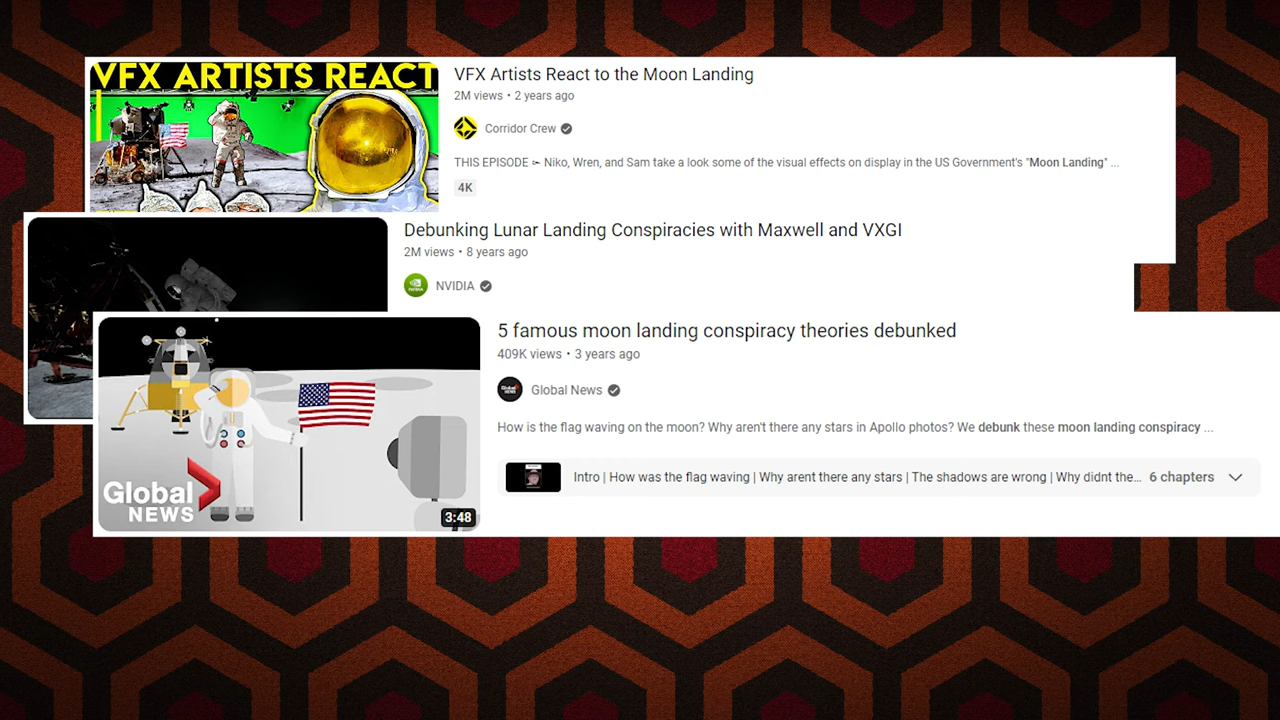 VFX ARTISTS REACT
VFX Artists React to the Moon Landing
2M views • 2 years ago
Corridor Crew
THIS EPISODE ➣ Niko, Wren, and Sam take a look some of the visual effects on display in the US Government's "Moon Landing" ...
4K
Debunking Lunar Landing Conspiracies with Maxwell and VXGI
2M views • 8 years ago
NVIDIA
5 famous moon landing conspiracy theories debunked
409K views • 3 years ago
Global News
How is the flag waving on the moon? Why aren't there any stars in Apollo photos? We debunk these moon landing conspiracy ...
Intro | How was the flag waving | Why arent there any stars | The shadows are wrong | Why didnt the... 6 chapters
Global
NEWS
3:48